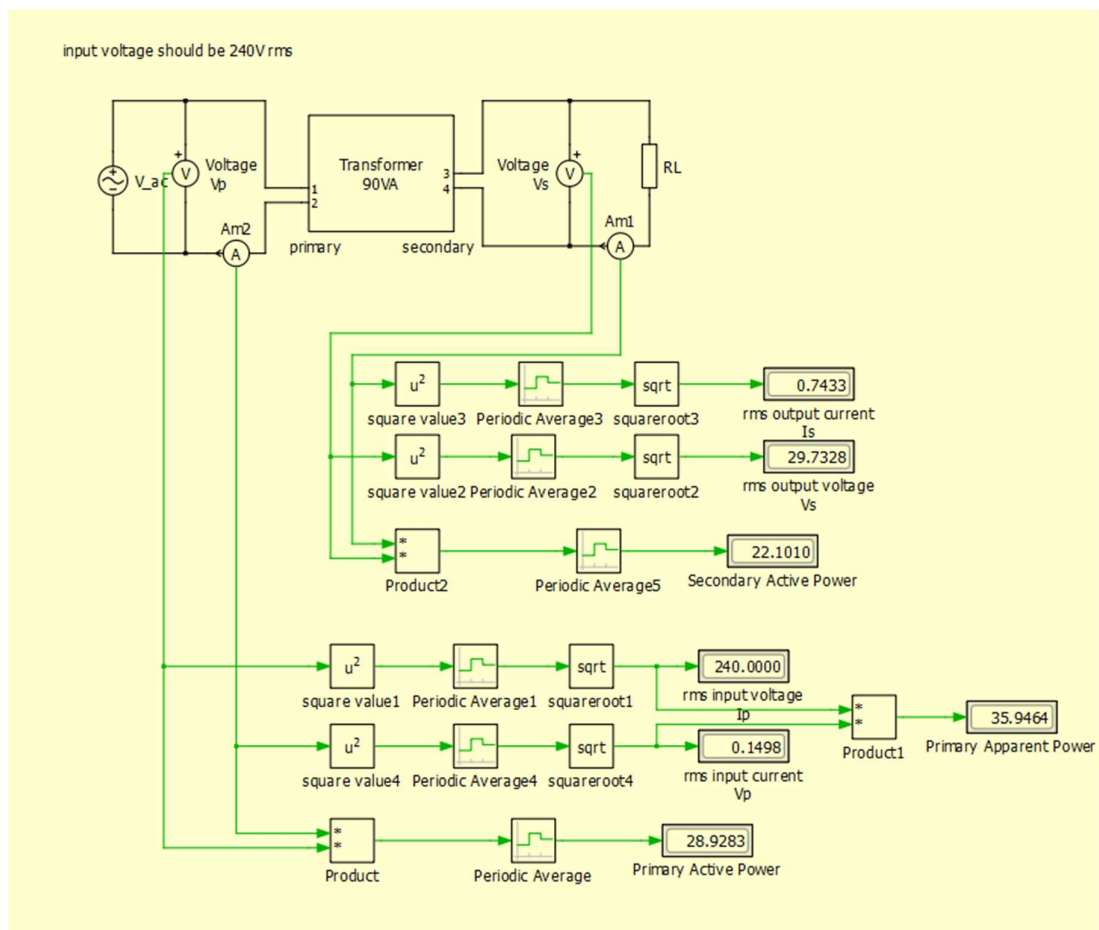 input voltage should be 240V rms
V_ac
+
V
Voltage
Vp
Am2
A
1
2
Transformer
90VA
3
4
primary
secondary
Voltage
Vs
+
V
RL
Am1
A
u²
square value3
Periodic Average3
sqrt
squareroot3
0.7433
rms output current
Is
u²
square value2
Periodic Average2
sqrt
squareroot2
29.7328
rms output voltage
Vs
*
*
Product2
Periodic Average5
22.1010
Secondary Active Power
u²
square value1
Periodic Average1
sqrt
squareroot1
240.0000
rms input voltage
Ip
*
*
Product1
35.9464
Primary Apparent Power
u²
square value4
Periodic Average4
sqrt
squareroot4
0.1498
rms input current
Vp
*
*
Product
Periodic Average
28.9283
Primary Active Power